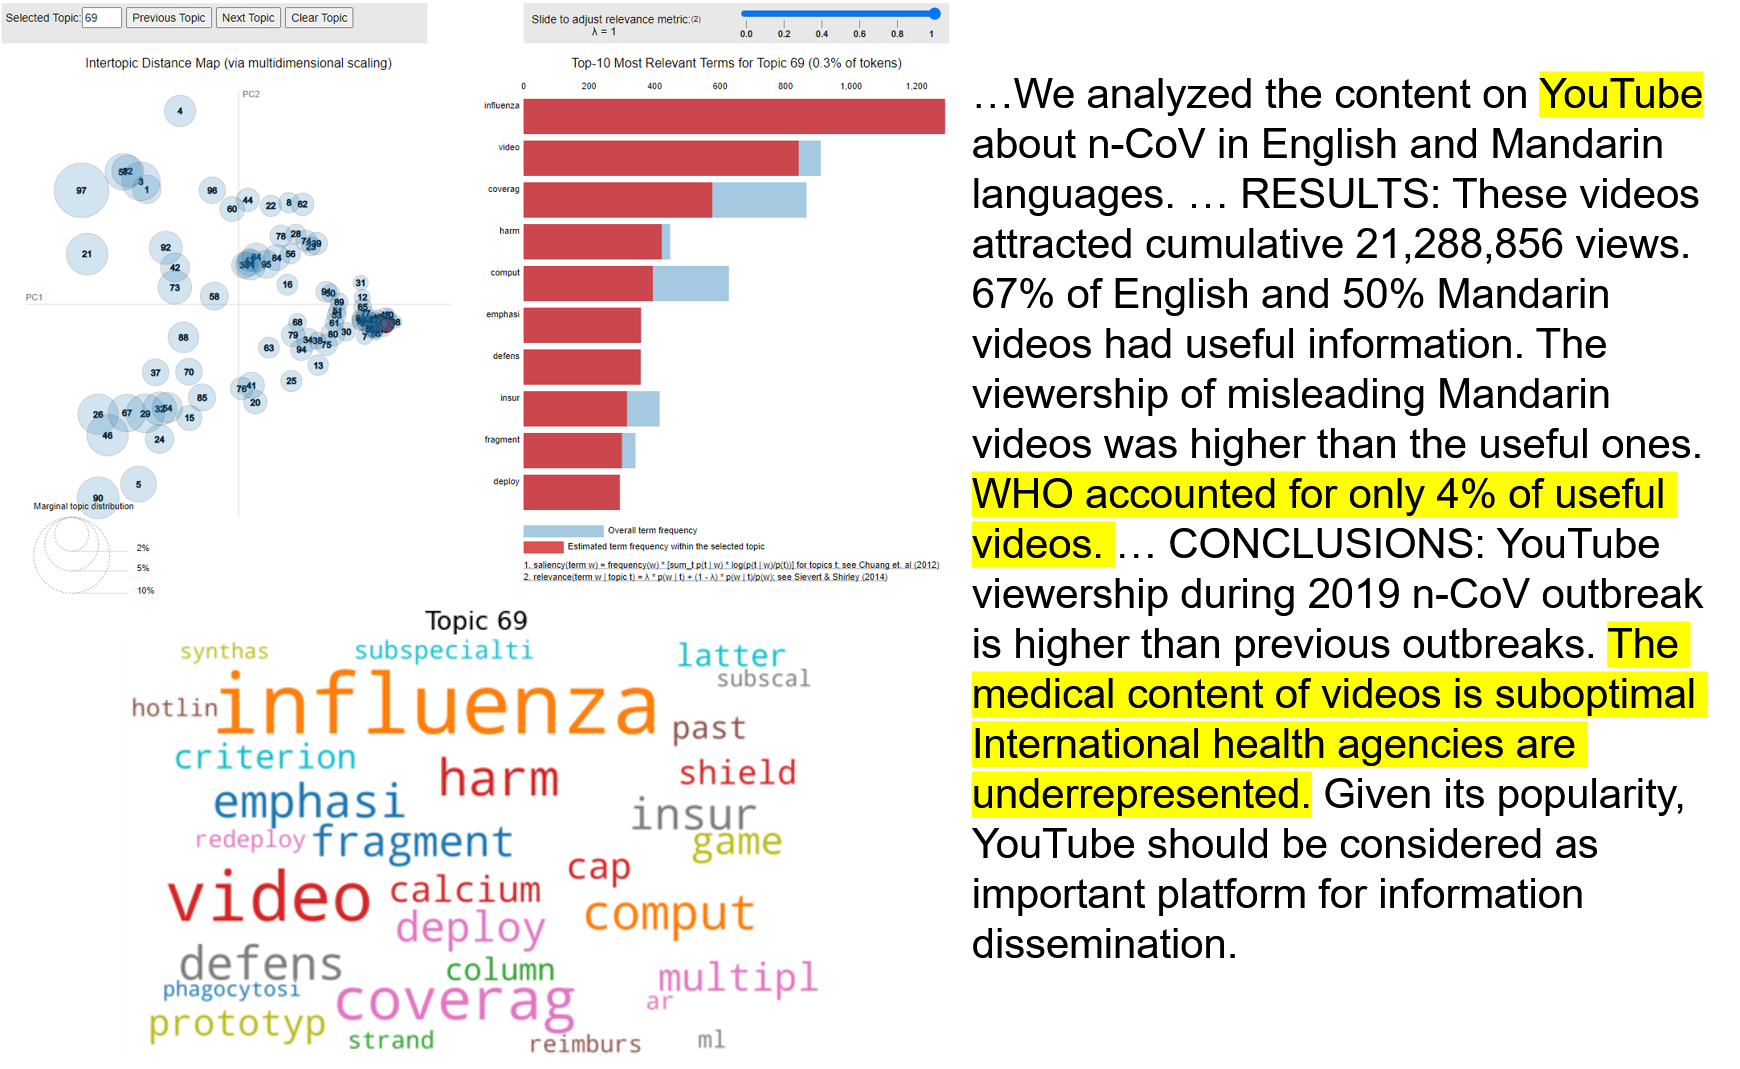 Selected Topic: 69 Previous Topic Next Topic Clear Topic
Slide to adjust relevance metric:(2)
λ = 1
0.0 0.2 0.4 0.6 0.8 1
Intertopic Distance Map (via multidimensional scaling)
PC2
PC1
4
97
3
1
96
60
44
22
8
62
21
92
42
73
58
78
28
56
84
95
16
31
12
89
65
88
68
79
61
80
30
7
63
94
75
13
37
70
25
76
41
20
85
26
67
29
15
46
24
5
90
Marginal topic distribution
2%
5%
10%
Top-10 Most Relevant Terms for Topic 69 (0.3% of tokens)
0 200 400 600 800 1,000 1,200
influenza
video
coverag
harm
comput
emphasi
defens
insur
fragment
deploy
Overall term frequency
Estimated term frequency within the selected topic
1. saliency(term w) = frequency(w) * [sum_t p(t | w) * log(p(t | w)/p(t))] for topics t; see Chuang et. al (2012)
2. relevance(term w | topic t) = λ * p(w | t) + (1 - λ) * p(w | t)/p(w); see Sievert & Shirley (2014)
Topic 69
synthas subspecialti latter
subscal
hotlin influenza past
criterion harm shield
emphasi insur
redeploy fragment game
video calcium cap
deploy comput
defens column multipl
phagocytosi coverag ar
prototyp strand reimburs ml
…We analyzed the content on YouTube
about n-CoV in English and Mandarin
languages. … RESULTS: These videos
attracted cumulative 21,288,856 views.
67% of English and 50% Mandarin
videos had useful information. The
viewership of misleading Mandarin
videos was higher than the useful ones.
WHO accounted for only 4% of useful
videos. … CONCLUSIONS: YouTube
viewership during 2019 n-CoV outbreak
is higher than previous outbreaks. The
medical content of videos is suboptimal
International health agencies are
underrepresented. Given its popularity,
YouTube should be considered as
important platform for information
dissemination.